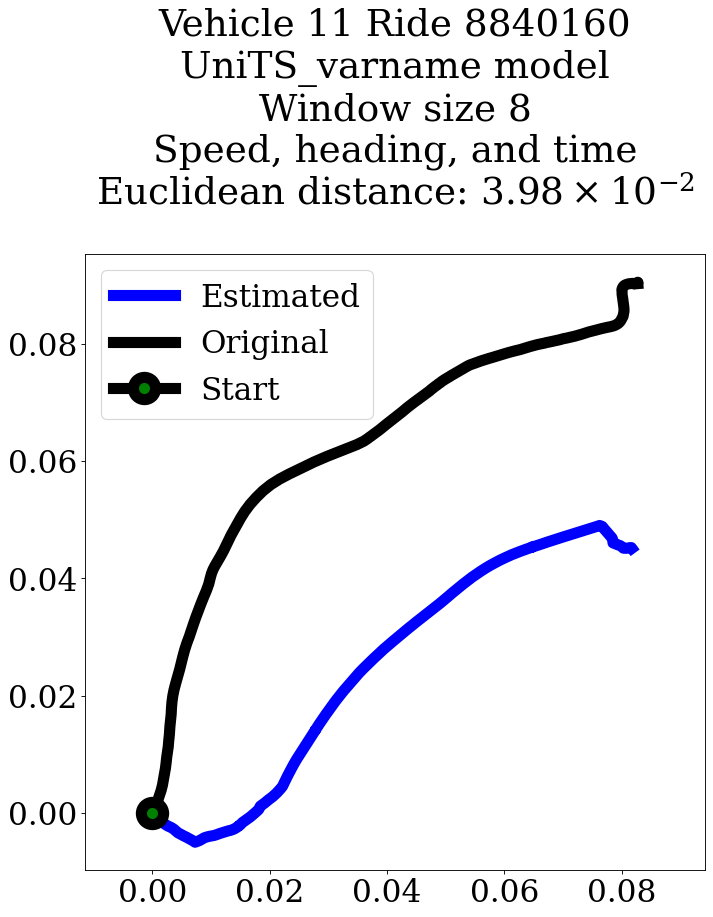 Vehicle 11 Ride 8840160
UniTS_varname model
Window size 8
Speed, heading, and time
Euclidean distance: 3.98 × 10⁻²
Estimated
Original
Start
0.08
0.06
0.04
0.02
0.00
0.00 0.02 0.04 0.06 0.08